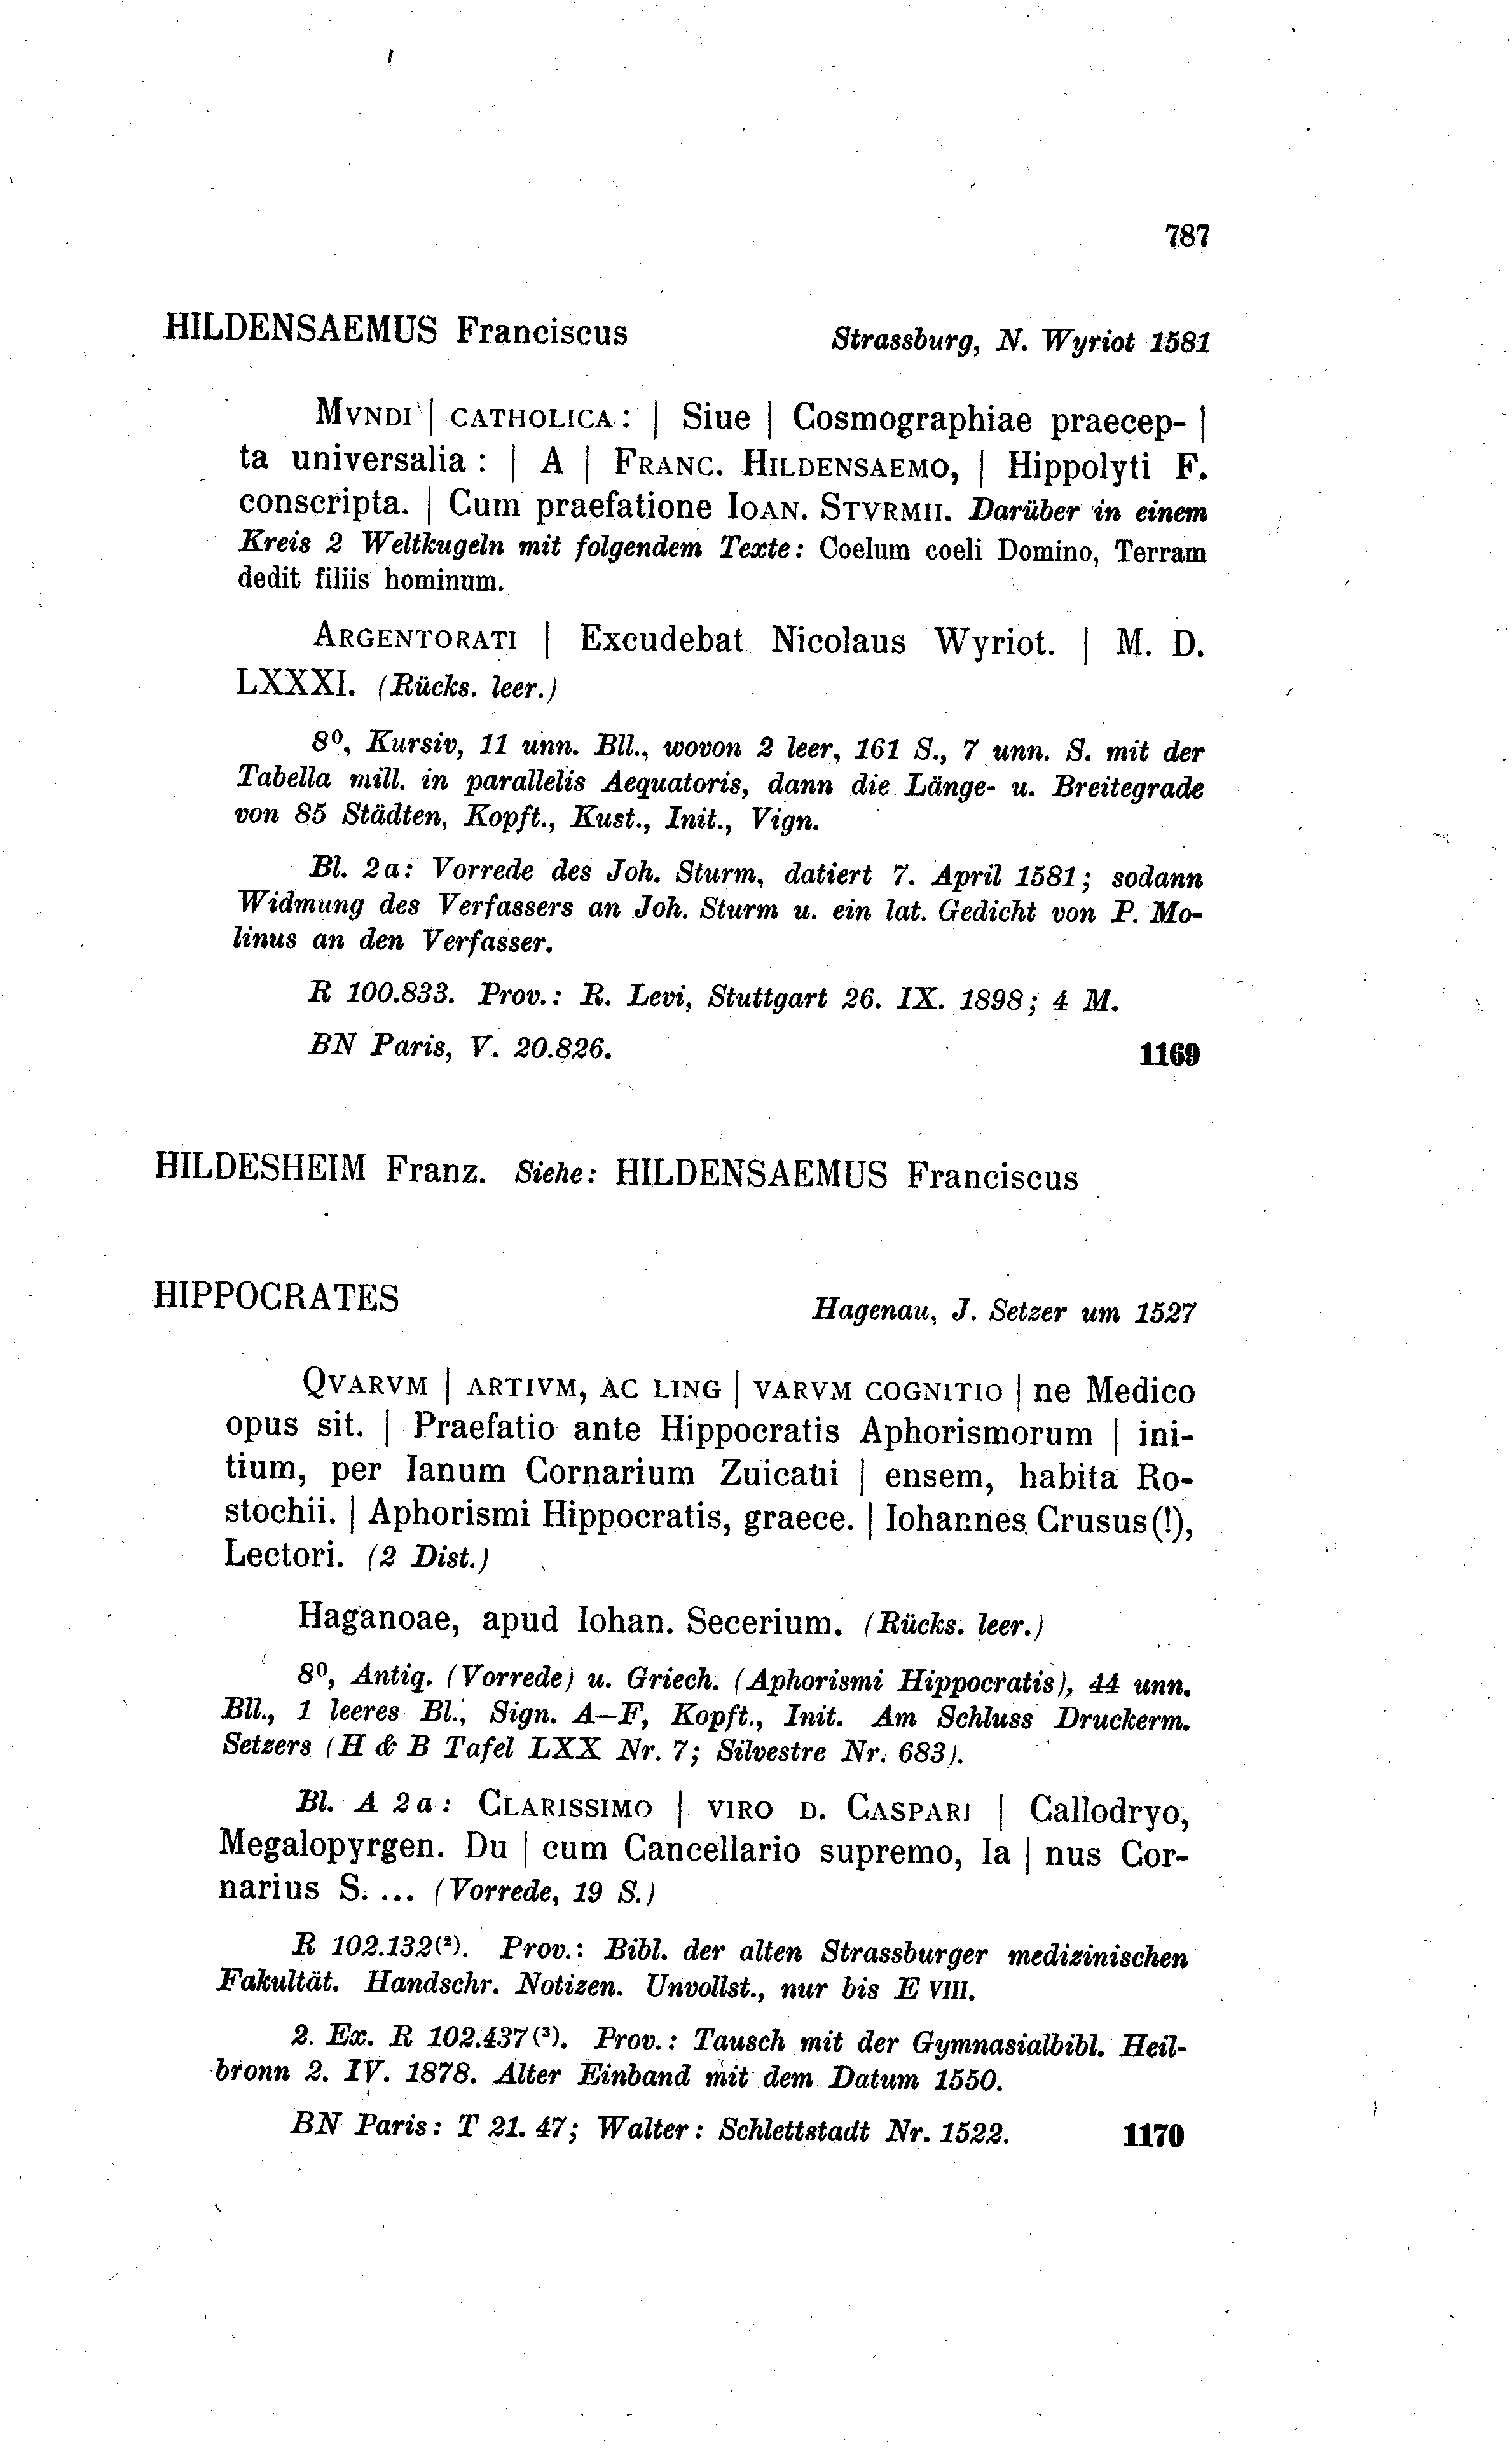 787
HILDENSAEMUS Franciscus Strassburg, N. Wyriot 1581
MVNDI | CATHOLICA: | Siue | Cosmographiae praecep- |
ta universalia : | A | FRANC. HILDENSAEMO, | Hippolyti F.
conscripta. | Cum praefatione IOAN. STVRMII. Darüber in einem
Kreis 2 Weltkugeln mit folgendem Texte: Coelum coeli Domino, Terram
dedit filiis hominum.
ARGENTORATI | Excudebat Nicolaus Wyriot. | M. D.
LXXXI. (Rücks. leer.)
8º, Kursiv, 11 unn. Bll., wovon 2 leer, 161 S., 7 unn. S. mit der
Tabella mill. in parallelis Aequatoris, dann die Länge- u. Breitegrade
von 85 Städten, Kopft., Kust., Init., Vign.
Bl. 2a: Vorrede des Joh. Sturm, datiert 7. April 1581; sodann
Widmung des Verfassers an Joh. Sturm u. ein lat. Gedicht von P. Mo-
linus an den Verfasser.
R 100.833. Prov.: R. Levi, Stuttgart 26. IX. 1898; 4 M.
BN Paris, V. 20.826. 1169
HILDESHEIM Franz. Siehe: HILDENSAEMUS Franciscus
HIPPOCRATES Hagenau, J. Setzer um 1527
QVARVM | ARTIVM, AC LING | VARVM COGNITIO | ne Medico
opus sit. | Praefatio ante Hippocratis Aphorismorum | ini-
tium, per Ianum Cornarium Zuicaui | ensem, habita Ro-
stochii. | Aphorismi Hippocratis, graece. | Iohannes Crusus(!),
Lectori. (2 Dist.)
Haganoae, apud Iohan. Secerium. (Rücks. leer.)
8º, Antiq. (Vorrede) u. Griech. (Aphorismi Hippocratis), 44 unn.
Bll., 1 leeres Bl., Sign. A—F, Kopft., Init. Am Schluss Druckerm.
Setzers (H & B Tafel LXX Nr. 7; Silvestre Nr. 683).
Bl. A 2a: CLARISSIMO | VIRO D. CASPARI | Callodryo,
Megalopyrgen. Du | cum Cancellario supremo, Ia | nus Cor-
narius S. ... (Vorrede, 19 S.)
R 102.132(²). Prov.: Bibl. der alten Strassburger medizinischen
Fakultät. Handschr. Notizen. Unvollst., nur bis E VIII.
2. Ex. R 102.437(³). Prov.: Tausch mit der Gymnasialbibl. Heil-
bronn 2. IV. 1878. Alter Einband mit dem Datum 1550.
BN Paris: T 21. 47; Walter: Schlettstadt Nr. 1522. 1170